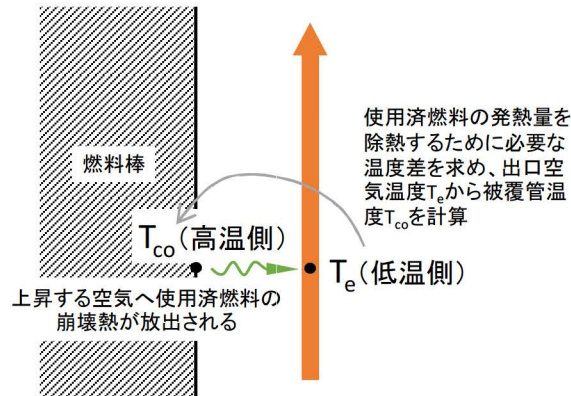 使用済燃料の発熱量を
除熱するために必要な
温度差を求め、出口空
気温度Teから被覆管温
度Tcoを計算
燃料棒
Tco(高温側)
Te(低温側)
上昇する空気へ使用済燃料の
崩壊熱が放出される